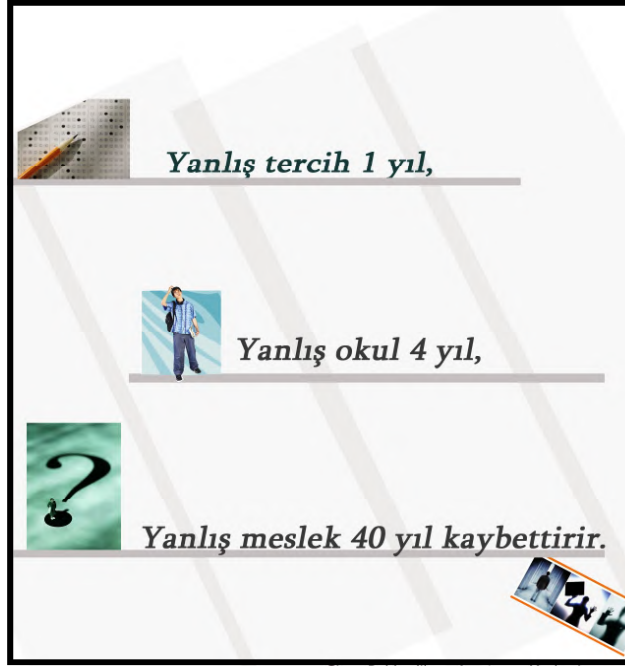 Yanlış tercih 1 yıl,
Yanlış okul 4 yıl,
Yanlış meslek 40 yıl kaybettirir.